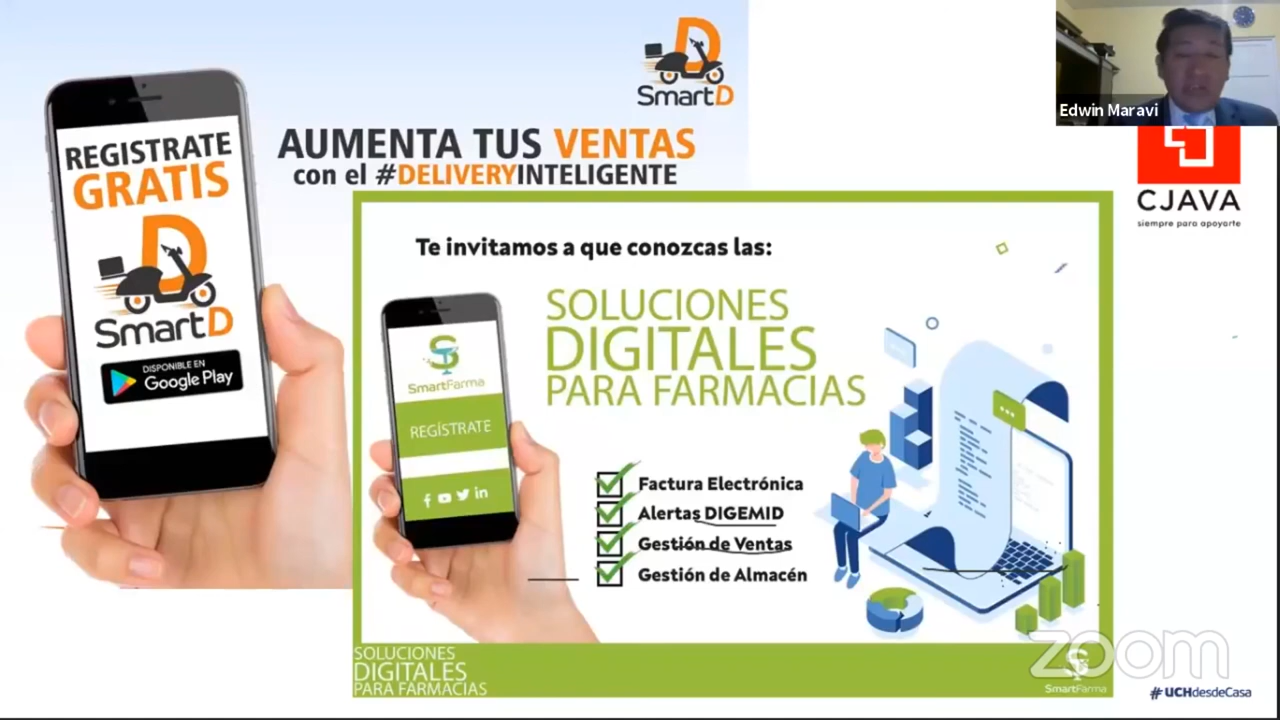 SmartD
AUMENTA TUS VENTAS
con el #DELIVERYINTELIGENTE
REGISTRATE
GRATIS
SmartD
DISPONIBLE EN
Google Play
Edwin Maravi
CJAVA
siempre para apoyarte
Te invitamos a que conozcas las:
SOLUCIONES
DIGITALES
PARA FARMACIAS
SmartFarma
REGÍSTRATE
Factura Electrónica
Alertas DIGEMID
Gestión de Ventas
Gestión de Almacén
SOLUCIONES
DIGITALES
PARA FARMACIAS
SmartFarma
zoom
#UCHdesdeCasa